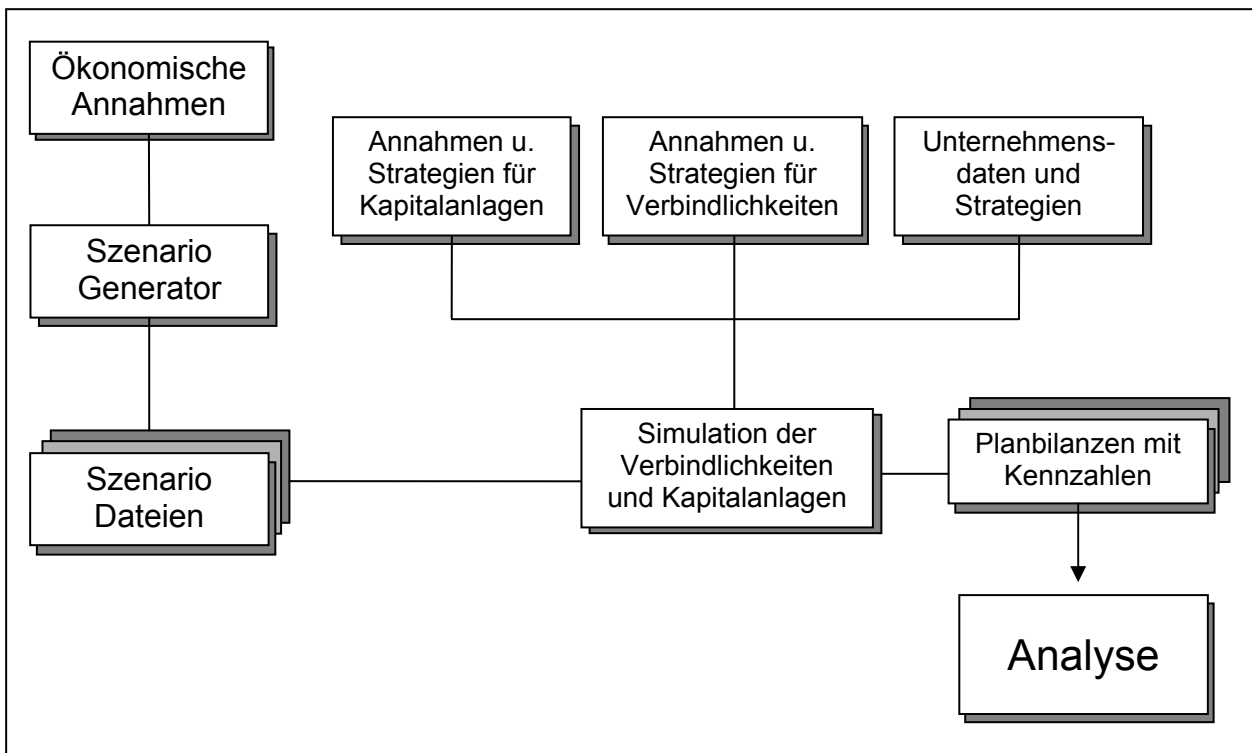 Ökonomische
Annahmen
Annahmen u.
Strategien für
Kapitalanlagen
Annahmen u.
Strategien für
Verbindlichkeiten
Unternehmens-
daten und
Strategien
Szenario
Generator
Szenario
Dateien
Simulation der
Verbindlichkeiten
und Kapitalanlagen
Planbilanzen mit
Kennzahlen
Analyse